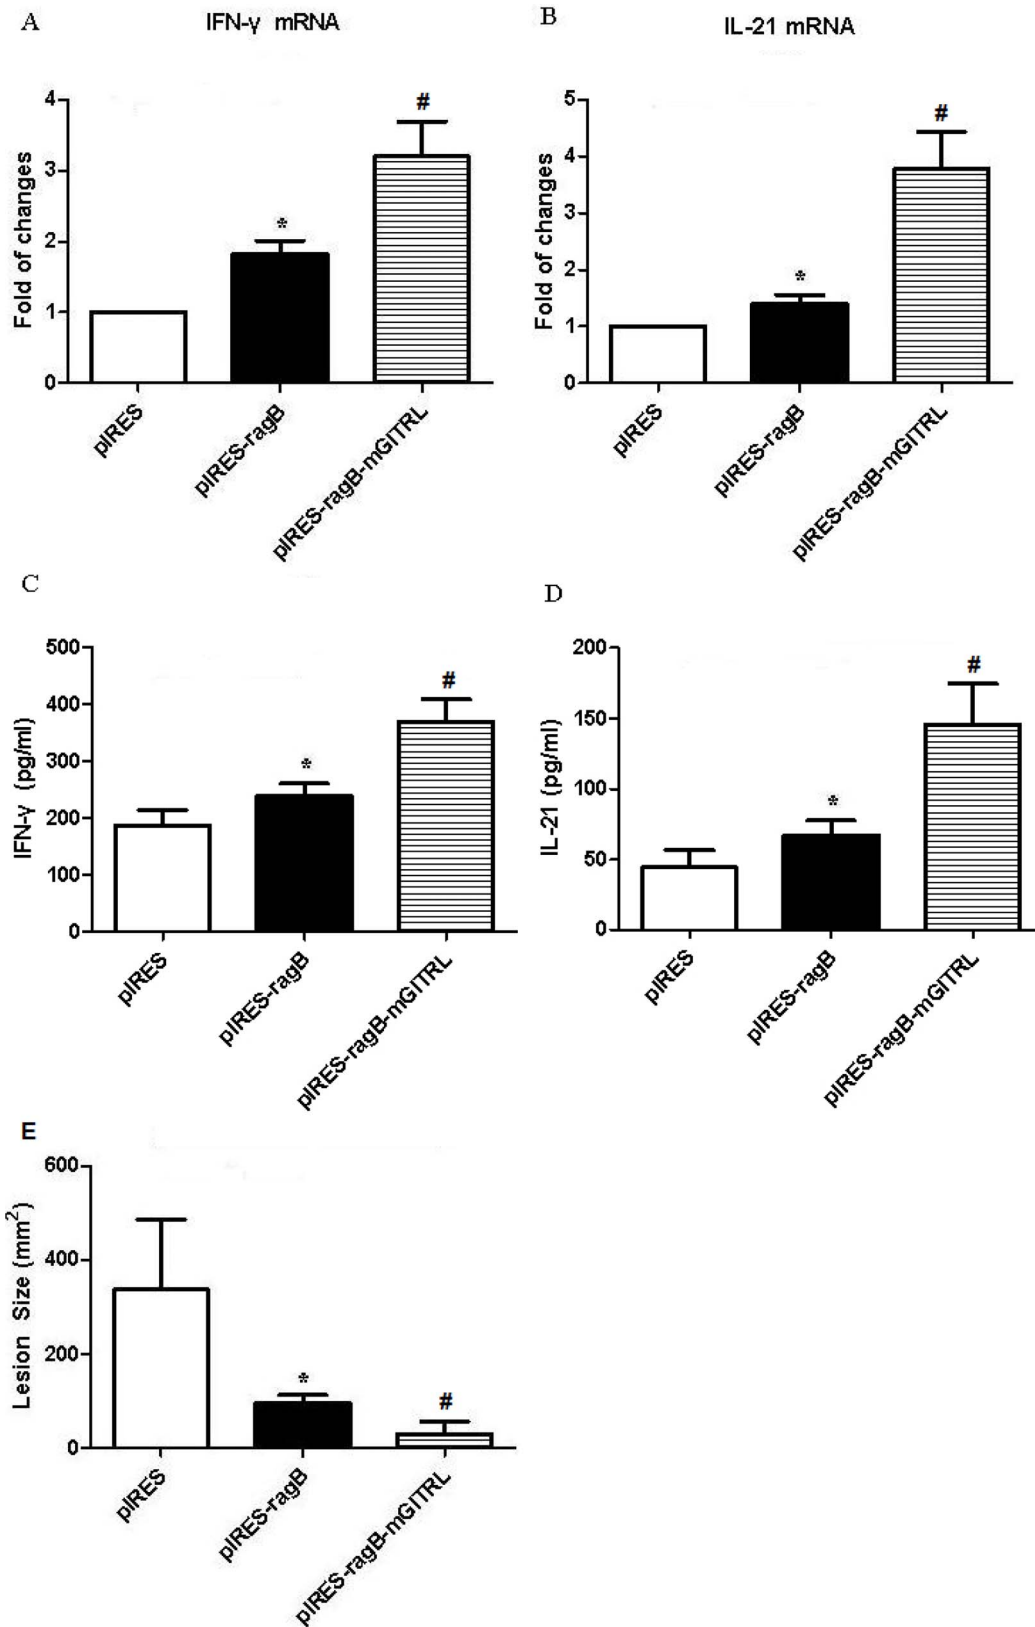 A
IFN-γ mRNA
4
3
2
1
0
Fold of changes
*
#
pIRES
pIRES-ragB
pIRES-ragB-mGITRL
B
IL-21 mRNA
5
4
3
2
1
0
Fold of changes
*
#
pIRES
pIRES-ragB
pIRES-ragB-mGITRL
C
500
400
300
200
100
0
IFN-γ (pg/ml)
*
#
pIRES
pIRES-ragB
pIRES-ragB-mGITRL
D
200
150
100
50
0
IL-21 (pg/ml)
*
#
pIRES
pIRES-ragB
pIRES-ragB-mGITRL
E
600
400
200
0
Lesion Size (mm²)
*
#
pIRES
pIRES-ragB
pIRES-ragB-mGITRL